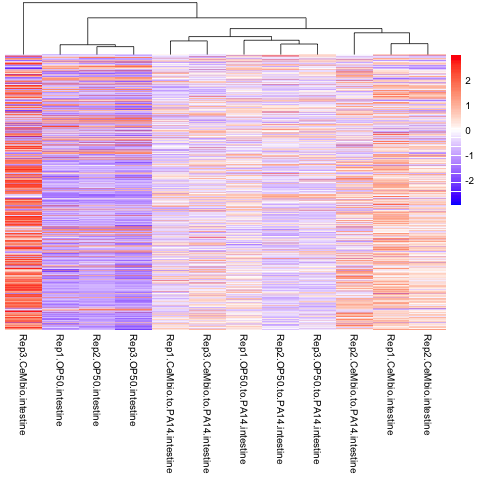 2
1
0
-1
-2
Rep3.CeMbio.intestine
Rep1.OP50.intestine
Rep2.OP50.intestine
Rep3.OP50.intestine
Rep1.CeMbio.to.PA14.intestine
Rep3.CeMbio.to.PA14.intestine
Rep1.OP50.to.PA14.intestine
Rep2.OP50.to.PA14.intestine
Rep3.OP50.to.PA14.intestine
Rep2.CeMbio.to.PA14.intestine
Rep1.CeMbio.intestine
Rep2.CeMbio.intestine